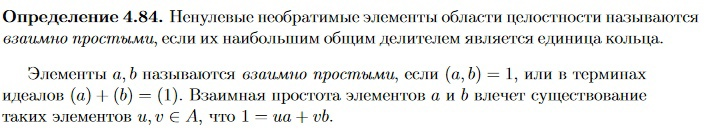 Определение 4.84. Ненулевые необратимые элементы области целостности называются
взаимно простыми, если их наибольшим общим делителем является единица кольца.
Элементы a, b называются взаимно простыми, если (a, b) = 1, или в терминах
идеалов (a) + (b) = (1). Взаимная простота элементов a и b влечет существование
таких элементов u, v ∈ A, что 1 = ua + vb.